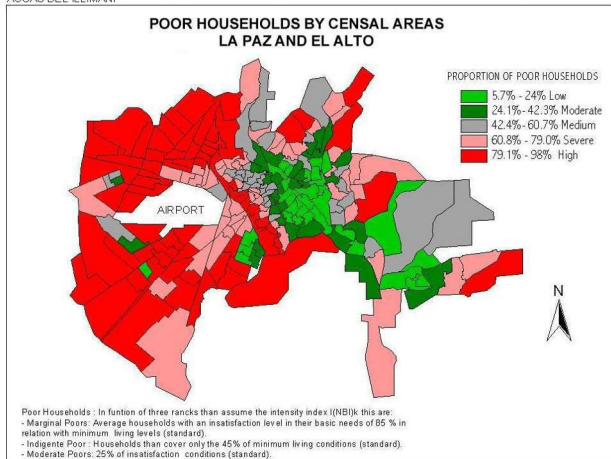 AGUAS DEL ILLIMANI
POOR HOUSEHOLDS BY CENSAL AREAS
LA PAZ AND EL ALTO
PROPORTION OF POOR HOUSEHOLDS
5.7% - 24% Low
24.1% - 42.3% Moderate
42.4% - 60.7% Medium
60.8% - 79.0% Severe
79.1% - 98% High
AIRPORT
N
Poor Households : In funtion of three rancks than assume the intensity index I(NBI)k this are:
- Marginal Poors: Average households with an insatisfaction level in their basic needs of 85 % in
relation with minimum living levels (standard).
- Indigente Poor : Households than cover only the 45% of minimum living conditions (standard).
- Moderate Poors: 25% of insatisfaction conditions (standard).